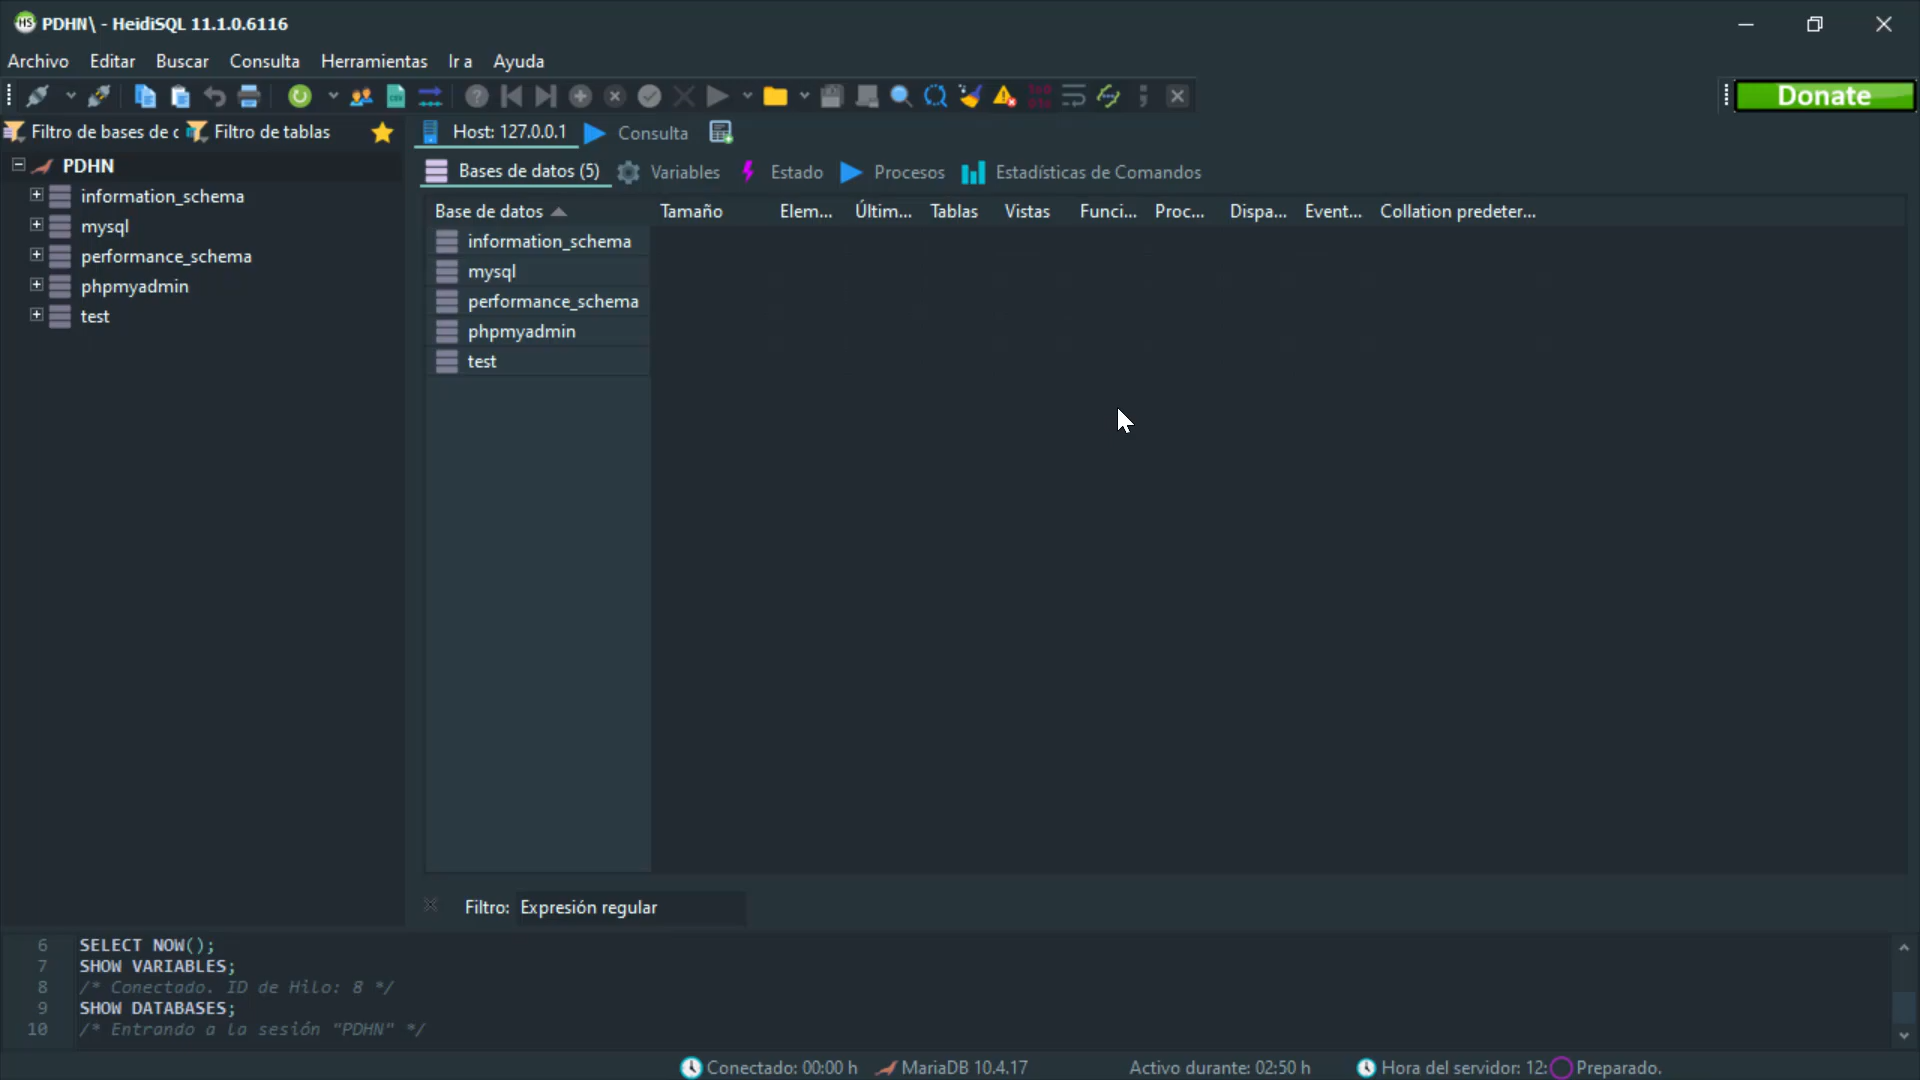 PDHN\ - HeidiSQL 11.1.0.6116
Archivo Editar Buscar Consulta Herramientas Ir a Ayuda
Donate
Filtro de bases de c Filtro de tablas
Host: 127.0.0.1 Consulta
PDHN
information_schema
mysql
performance_schema
phpmyadmin
test
Bases de datos (5) Variables Estado Procesos Estadísticas de Comandos
Base de datos Tamaño Elem... Últim... Tablas Vistas Funci... Proc... Dispa... Event... Collation predeter...
information_schema
mysql
performance_schema
phpmyadmin
test
Filtro: Expresión regular
6 SELECT NOW();
7 SHOW VARIABLES;
8 /* Conectado. ID de Hilo: 8 */
9 SHOW DATABASES;
10 /* Entrando a la sesión "PDHN" */
Conectado: 00:00 h MariaDB 10.4.17 Activo durante: 02:50 h Hora del servidor: 12: Preparado.